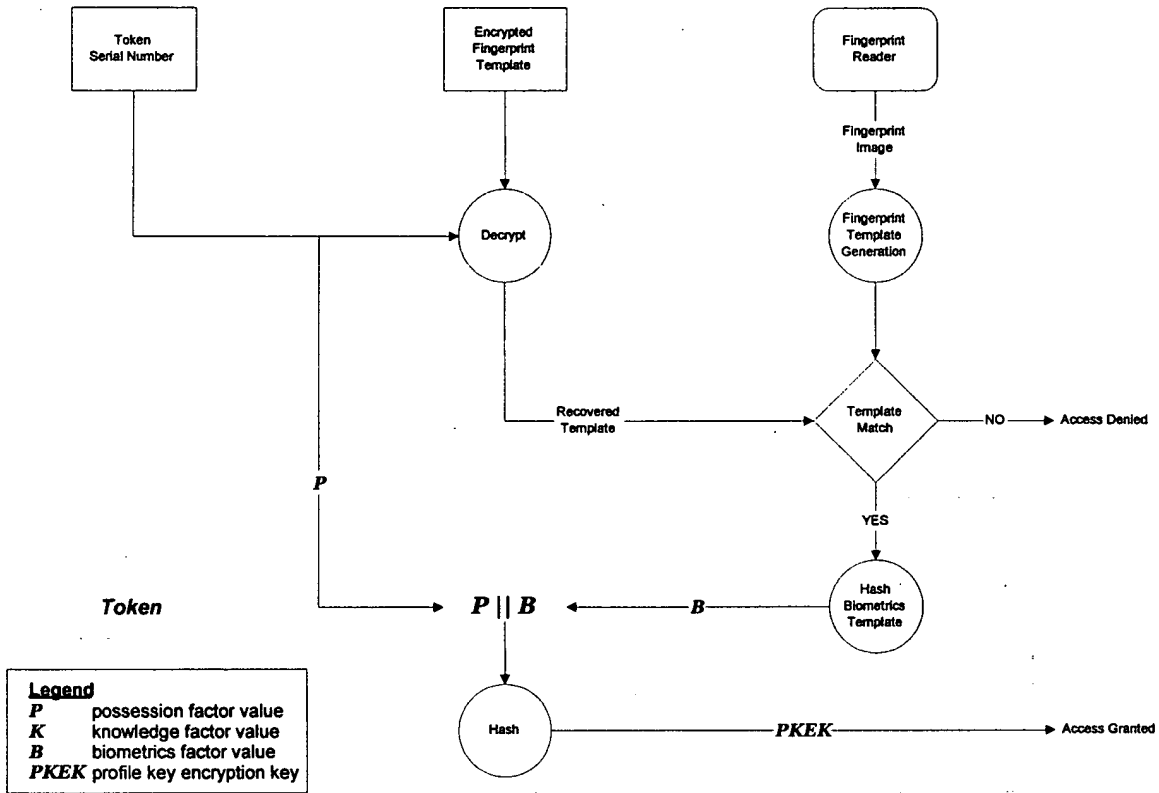 Token
Serial Number
Encrypted
Fingerprint
Template
Fingerprint
Reader
Fingerprint
Image
Decrypt
Fingerprint
Template
Generation
Recovered
Template
Template
Match
NO
Access Denied
P
YES
Token
P || B
B
Hash
Biometrics
Template
Legend
P possession factor value
K knowledge factor value
B biometrics factor value
PKEK profile key encryption key
Hash
PKEK
Access Granted